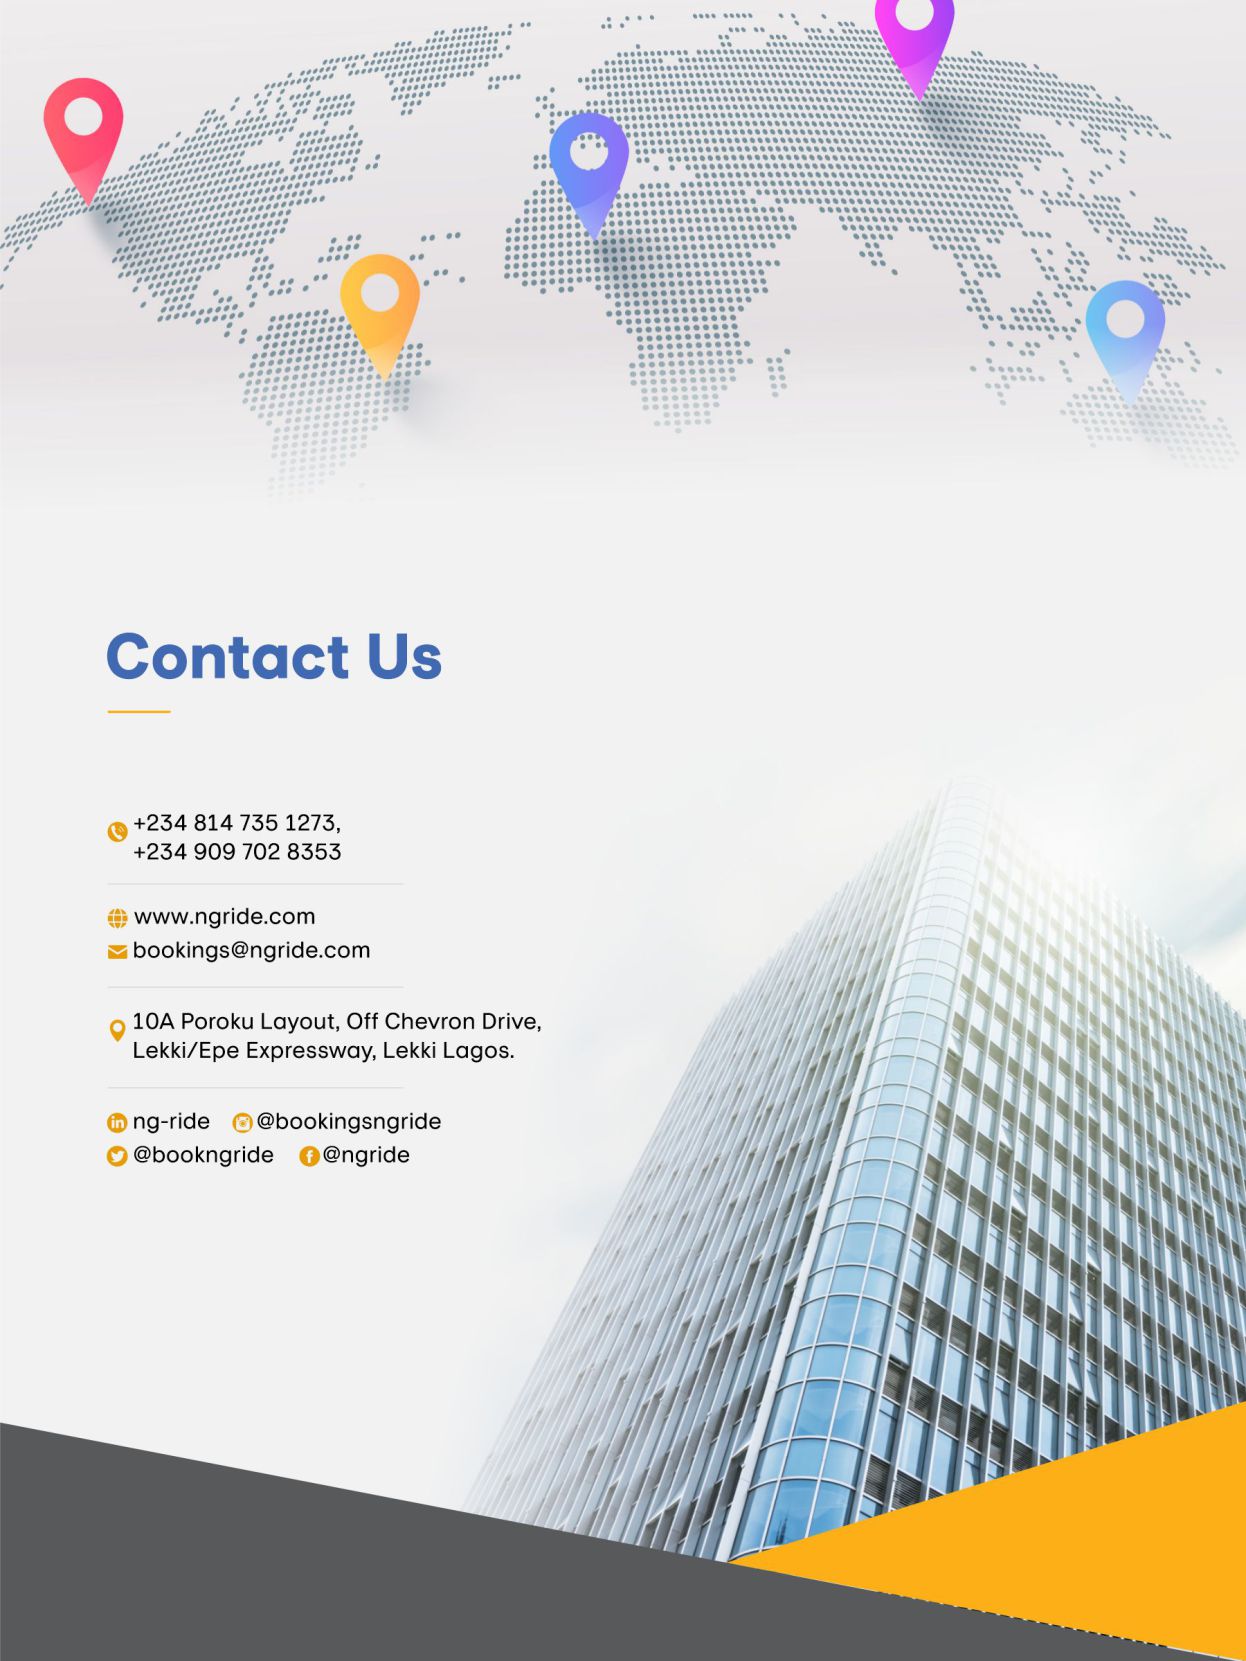 Contact Us
+234 814 735 1273,
+234 909 702 8353
www.ngride.com
bookings@ngride.com
10A Poroku Layout, Off Chevron Drive,
Lekki/Epe Expressway, Lekki Lagos.
ng-ride @bookingsngride
@bookngride @ngride